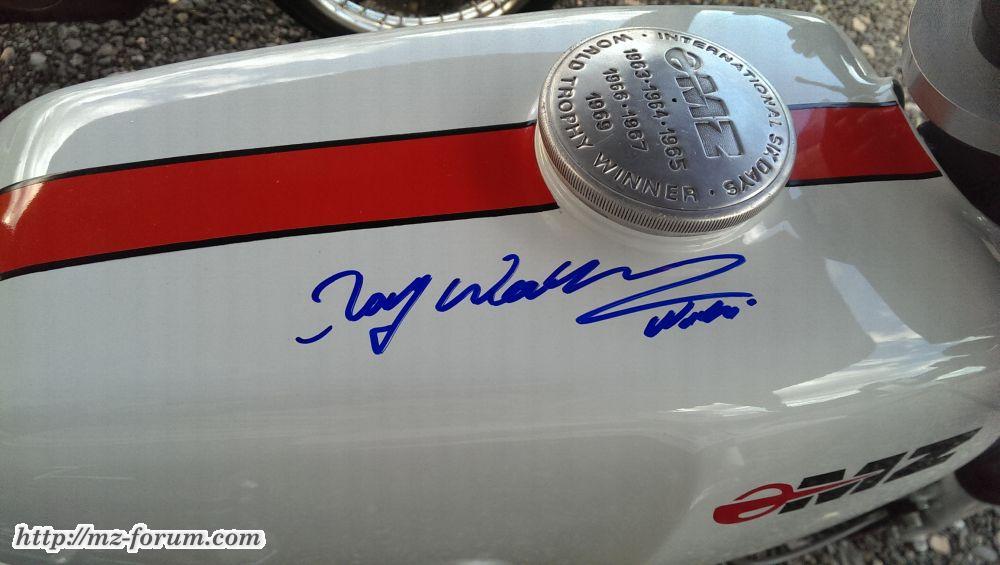 INTERNATIONAL SIX DAYS · WORLD TROPHY WINNER ·
MZ
1963 · 1964 · 1965
1966 · 1967
1969
MZ
http://mz-forum.com